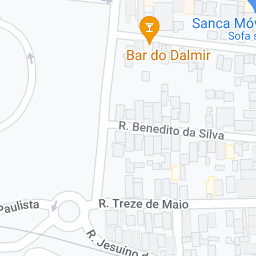 Sanca Móv
Sofa s
Bar do Dalmir
R. Benedito da Silva
Paulista
R. Treze de Maio
R. Jesuíno d